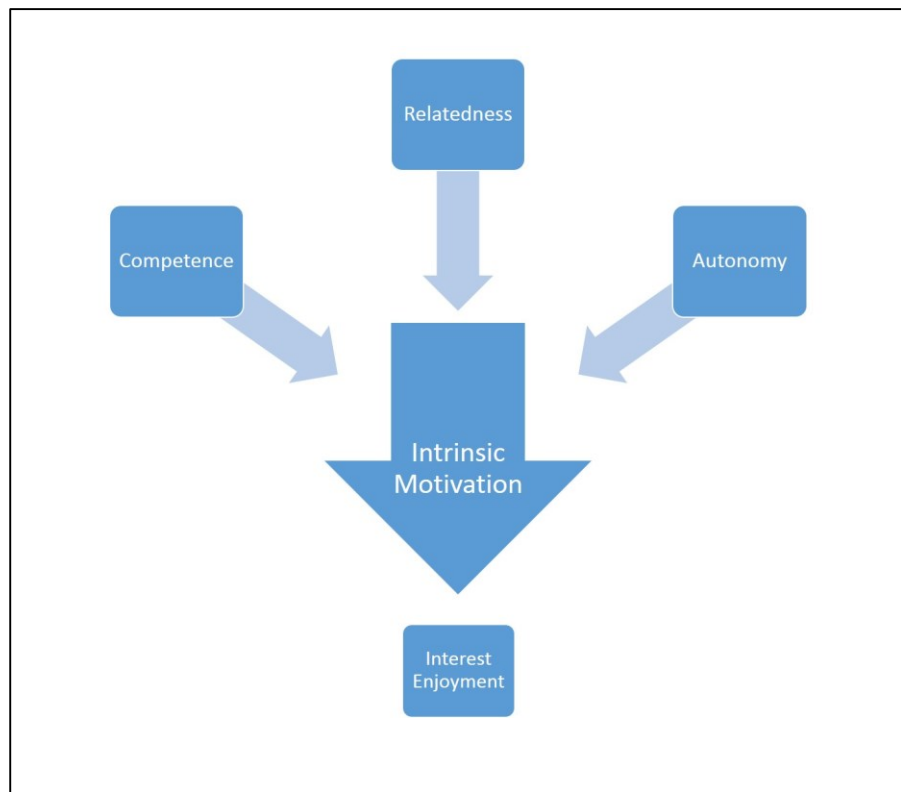 Relatedness
Competence
Autonomy
Intrinsic
Motivation
Interest
Enjoyment